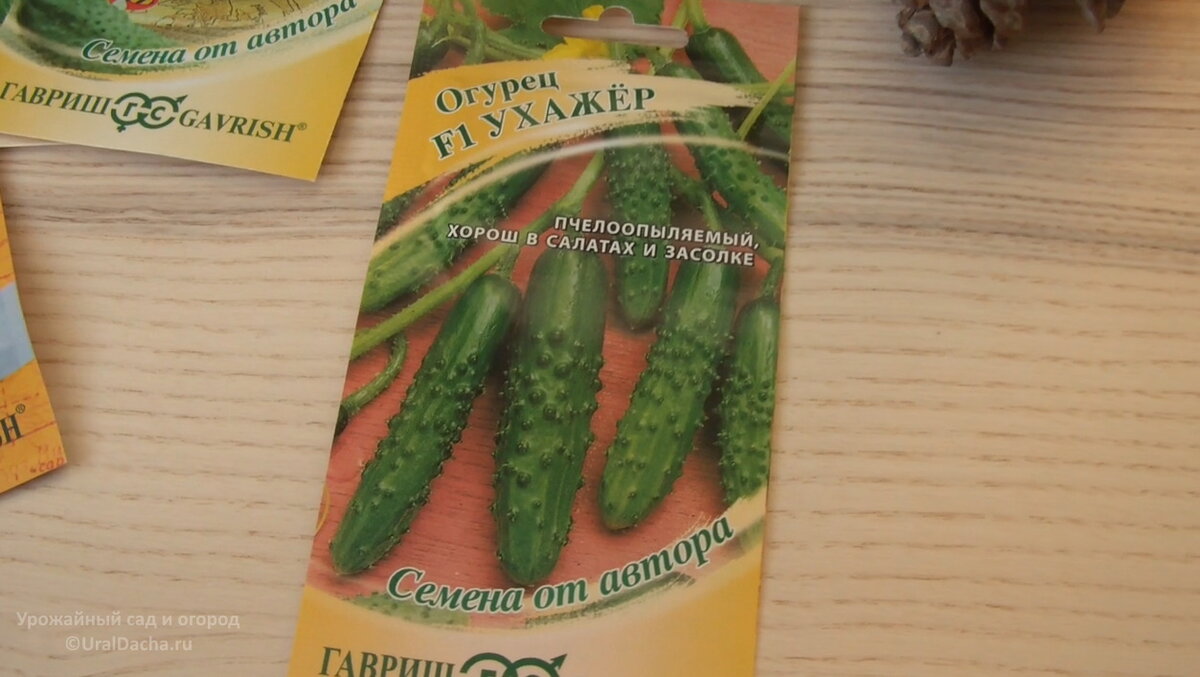 Семена от автора
ГАВРИШ ГС GAVRISH®
Огурец
F1 УХАЖЁР
ПЧЕЛООПЫЛЯЕМЫЙ,
ХОРОШ В САЛАТАХ И ЗАСОЛКЕ
Семена от автора
ГАВРИШ
Урожайный сад и огород
©UralDacha.ru